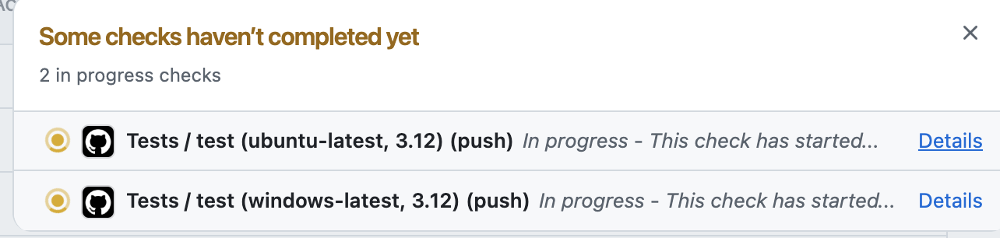 Some checks haven’t completed yet
2 in progress checks
Tests / test (ubuntu-latest, 3.12) (push) In progress - This check has started... Details
Tests / test (windows-latest, 3.12) (push) In progress - This check has started... Details